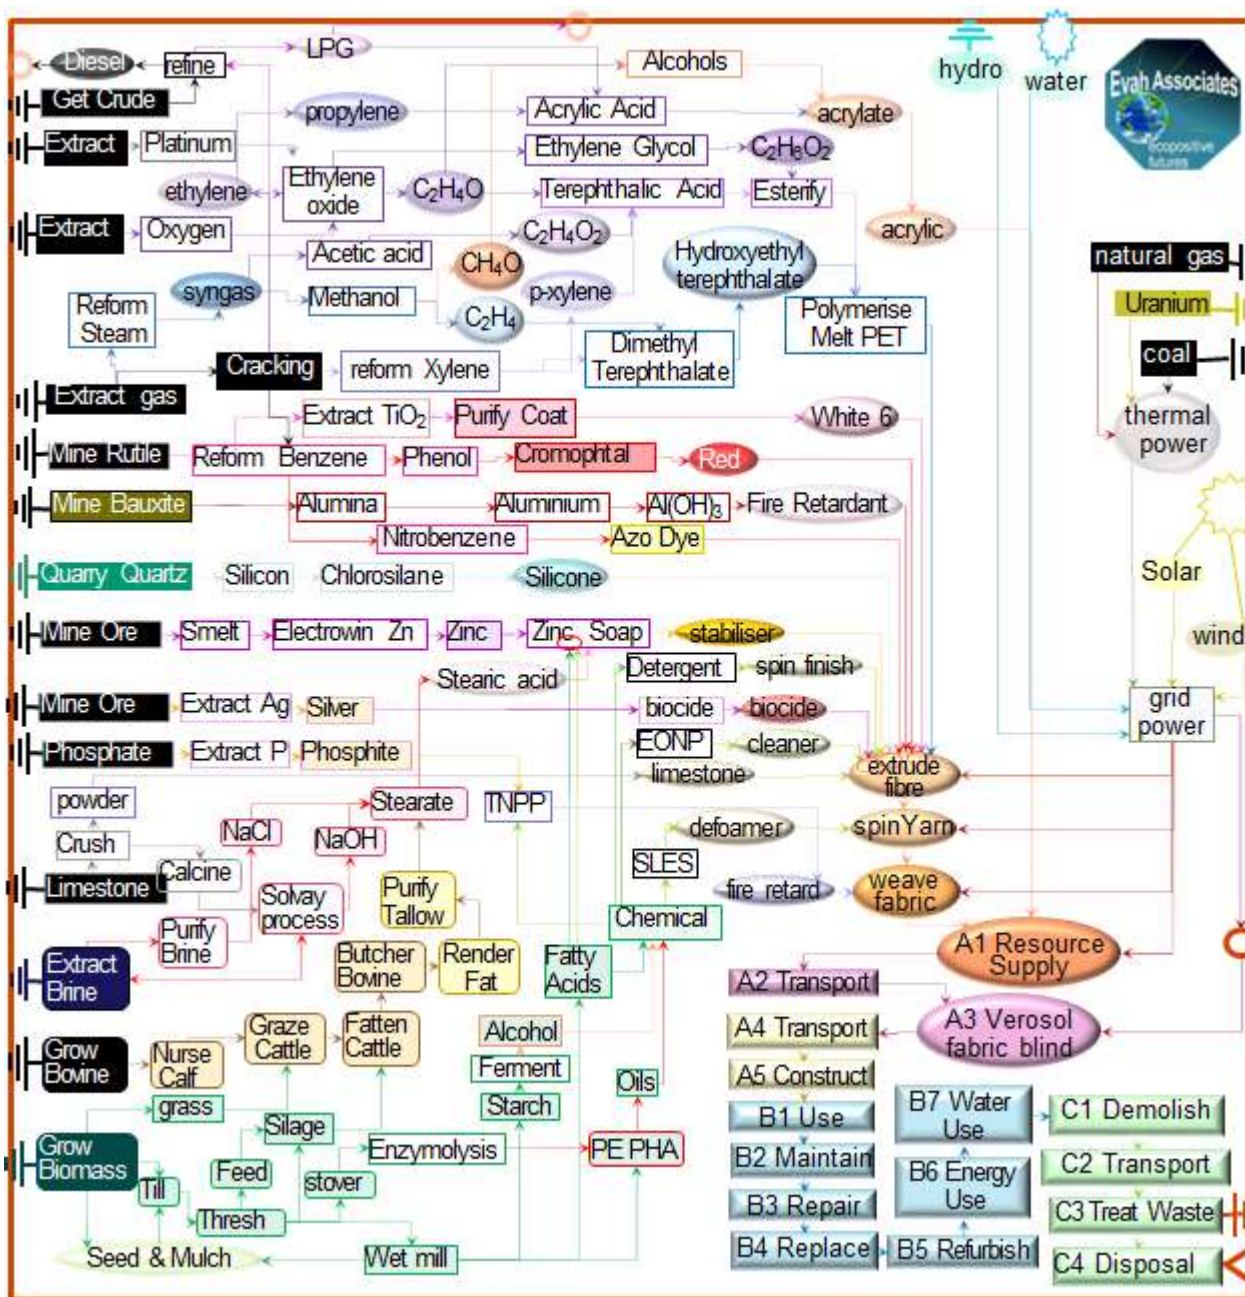 LPG
Diesel
refine
Alcohols
hydro
water
Evah Associates
ecopositive
futures
Get Crude
propylene
Acrylic Acid
acrylate
Extract
Platinum
Ethylene Glycol
C₂H₆O₂
ethylene
Ethylene
oxide
C₂H₄O
Terephthalic Acid
Esterify
Extract
Oxygen
C₂H₄O₂
acrylic
Acetic acid
CH₄O
Hydroxyethyl
terephthalate
natural gas
syngas
Methanol
p-xylene
Uranium
Reform
Steam
C₂H₄
Polymerise
Melt PET
coal
Cracking
reform Xylene
Dimethyl
Terephthalate
Extract gas
Extract TiO₂
Purify Coat
White 6
thermal
power
Mine Rutile
Reform Benzene
Phenol
Cromophtal
Red
Mine Bauxite
Alumina
Aluminium
Al(OH)₃
Fire Retardant
Nitrobenzene
Azo Dye
Quarry Quartz
Silicon
Chlorosilane
Silicone
Solar
Mine Ore
Smelt
Electrowin Zn
Zinc
Zinc Soap
stabiliser
wind
Stearic acid
Detergent
spin finish
Mine Ore
Extract Ag
Silver
biocide
biocide
grid
power
Phosphate
Extract P
Phosphite
EONP
cleaner
limestone
extrude
fibre
powder
Stearate
TNPP
NaCl
NaOH
defoamer
spinYarn
Crush
Calcine
SLES
Limestone
Purify
Tallow
fire retard
weave
fabric
Solvay
process
Chemical
Purify
Brine
A1 Resource
Supply
Extract
Brine
Butcher
Bovine
Render
Fat
Fatty
Acids
A2 Transport
A3 Verosol
fabric blind
Graze
Cattle
Fatten
Cattle
Alcohol
A4 Transport
Grow
Bovine
Nurse
Calf
Ferment
Oils
A5 Construct
grass
Starch
B1 Use
B7 Water
Use
C1 Demolish
Silage
Grow
Biomass
Enzymolysis
PE PHA
B2 Maintain
B6 Energy
Use
C2 Transport
Feed
stover
Till
B3 Repair
C3 Treat Waste
Thresh
B4 Replace
B5 Refurbish
Seed & Mulch
Wet mill
C4 Disposal